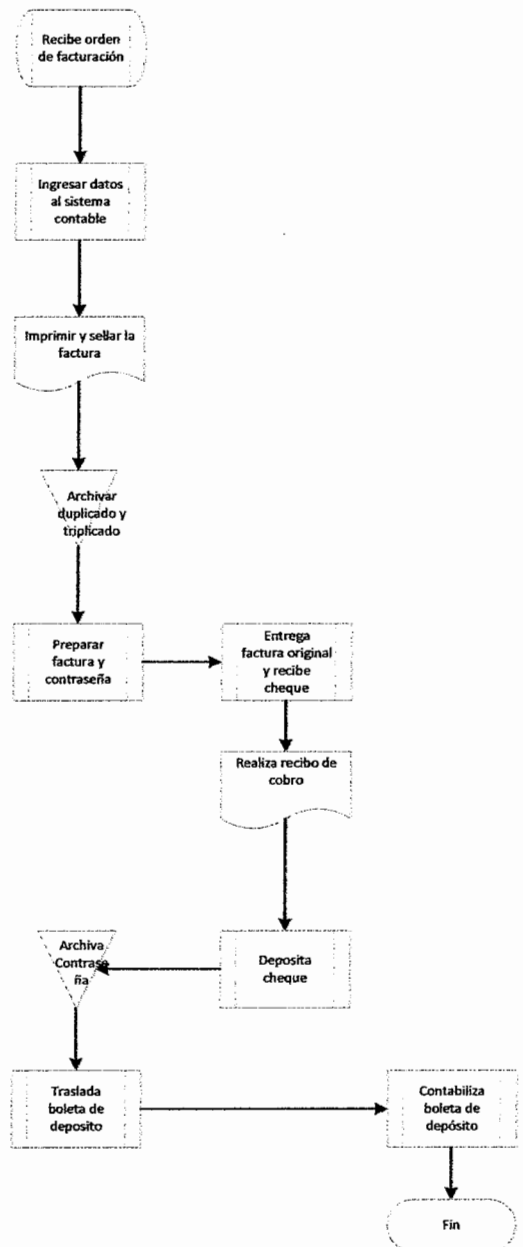 Recibe orden
de facturación
Ingresar datos
al sistema
contable
Imprimir y sellar la
factura
Archivar
duplicado y
triplicado
Preparar
factura y
contraseña
Entrega
factura original
y recibe
cheque
Realiza recibo de
cobro
Deposita
cheque
Archiva
Contrase
ña
Traslada
boleta de
deposito
Contabiliza
boleta de
depósito
Fin